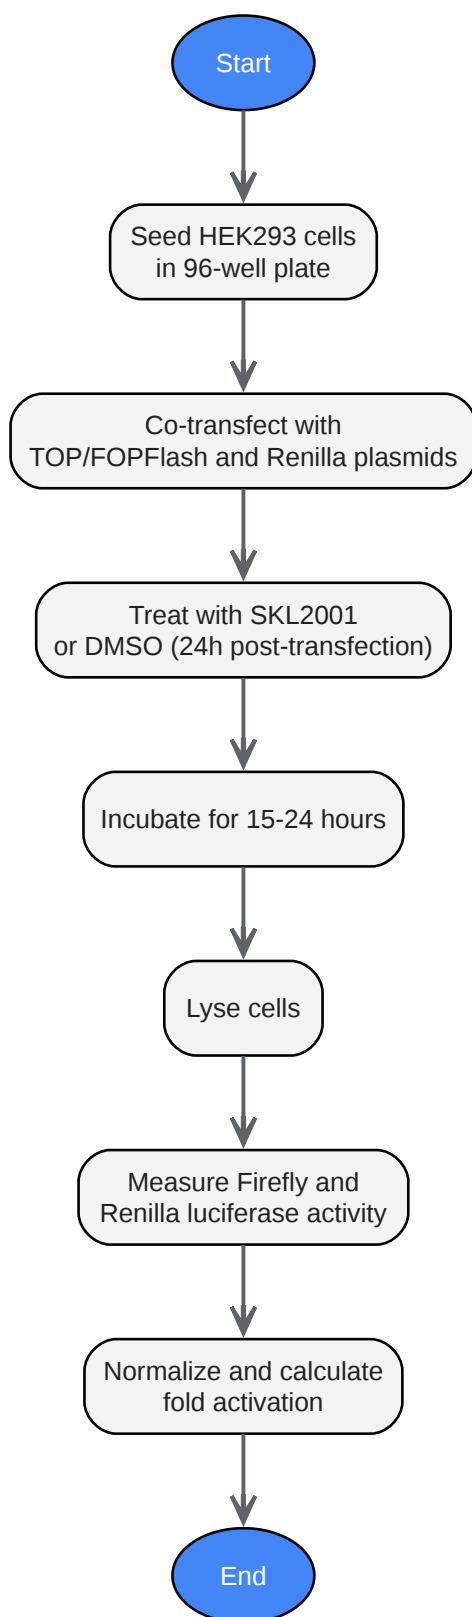 Start
Seed HEK293 cells
in 96-well plate
Co-transfect with
TOP/FOPFlash and Renilla plasmids
Treat with SKL2001
or DMSO (24h post-transfection)
Incubate for 15-24 hours
Lyse cells
Measure Firefly and
Renilla luciferase activity
Normalize and calculate
fold activation
End